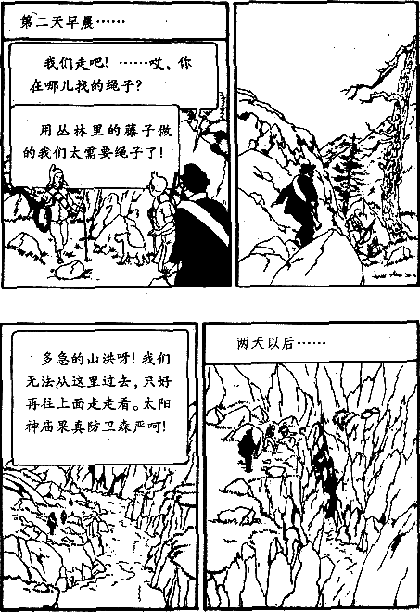 第二天早晨……
我们走吧！……哎，你
在哪儿找的绳子？
用丛林里的藤子做
的我们太需要绳子了！
多急的山洪呀！我们
无法从这里过去，只好
再往上面走走看。太阳
神庙果真防卫森严呵！
两天以后……